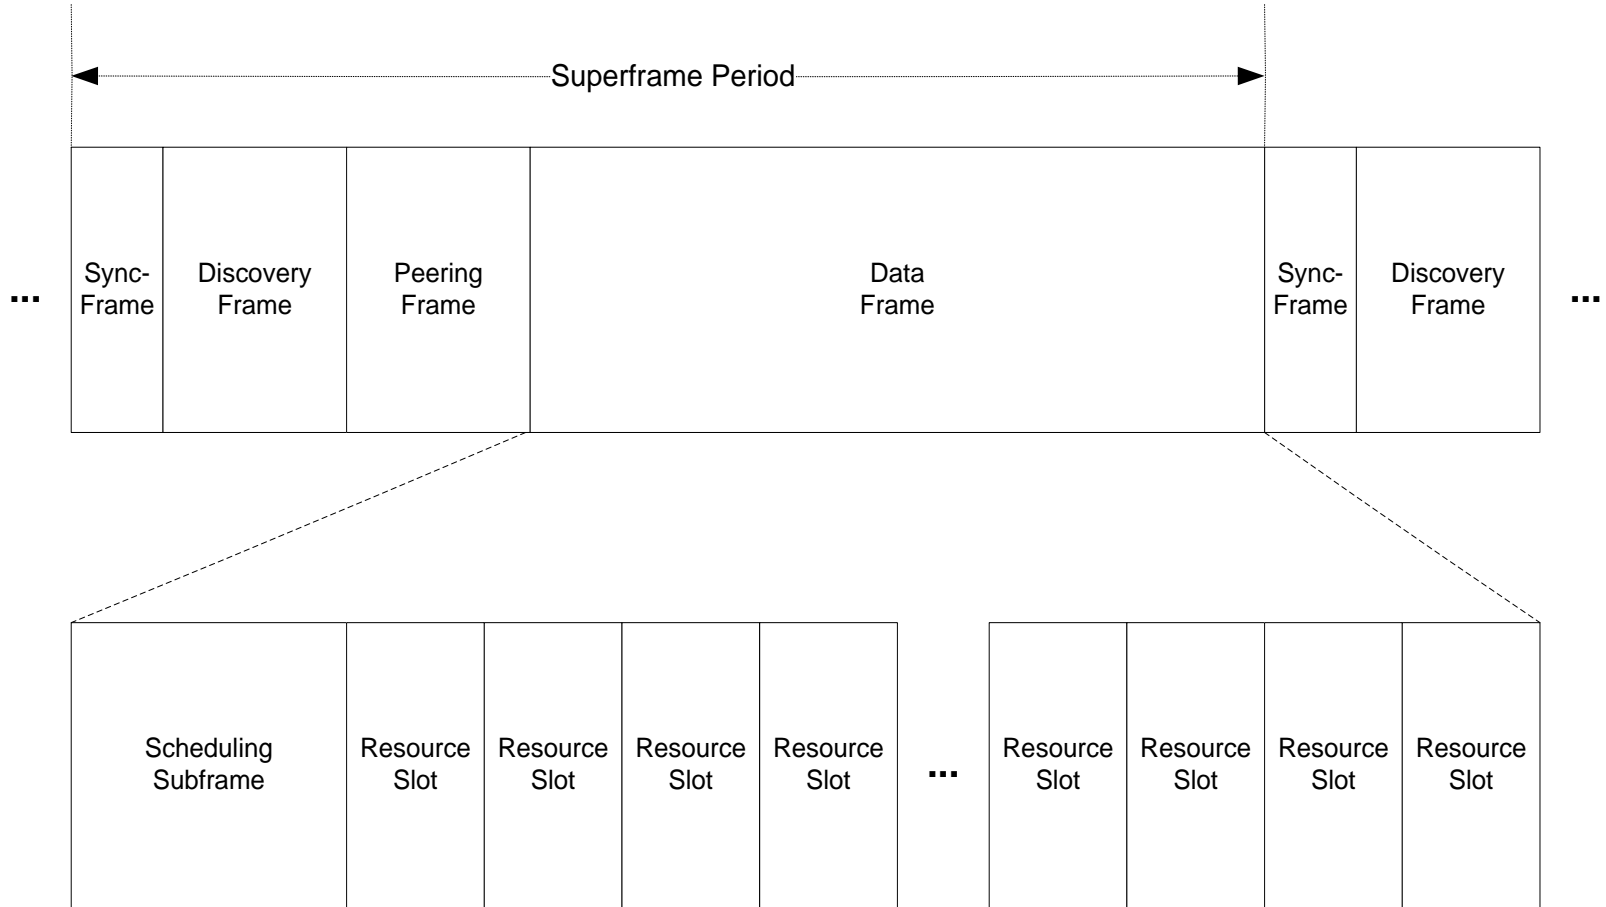 Superframe Period
Sync-
Frame
Discovery
Frame
Peering
Frame
Data
Frame
Sync-
Frame
Discovery
Frame
...
...
Scheduling
Subframe
Resource
Slot
Resource
Slot
Resource
Slot
Resource
Slot
...
Resource
Slot
Resource
Slot
Resource
Slot
Resource
Slot